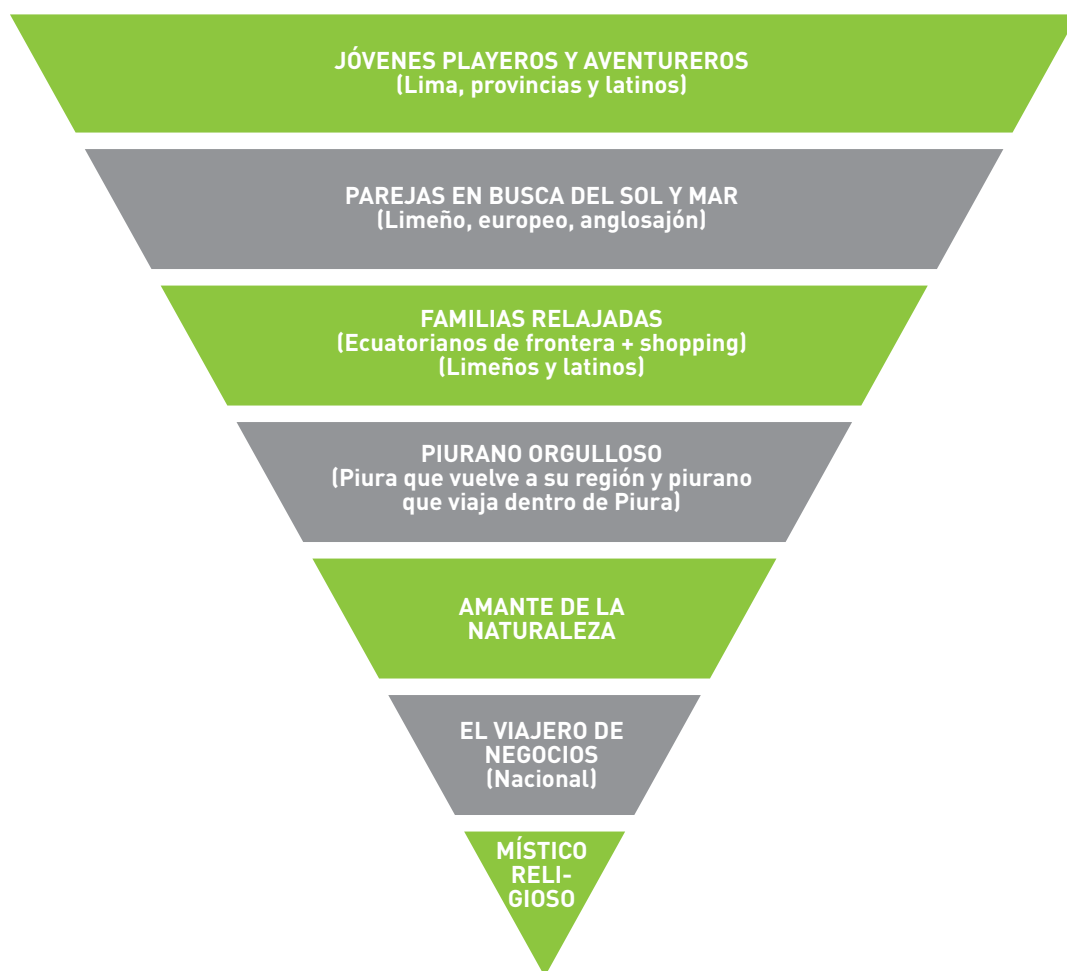 JÓVENES PLAYEROS Y AVENTUREROS
(Lima, provincias y latinos)
PAREJAS EN BUSCA DEL SOL Y MAR
(Limeño, europeo, anglosajón)
FAMILIAS RELAJADAS
(Ecuatorianos de frontera + shopping)
(Limeños y latinos)
PIURANO ORGULLOSO
(Piura que vuelve a su región y piurano
que viaja dentro de Piura)
AMANTE DE LA
NATURALEZA
EL VIAJERO DE
NEGOCIOS
(Nacional)
MÍSTICO
RELI-
GIOSO